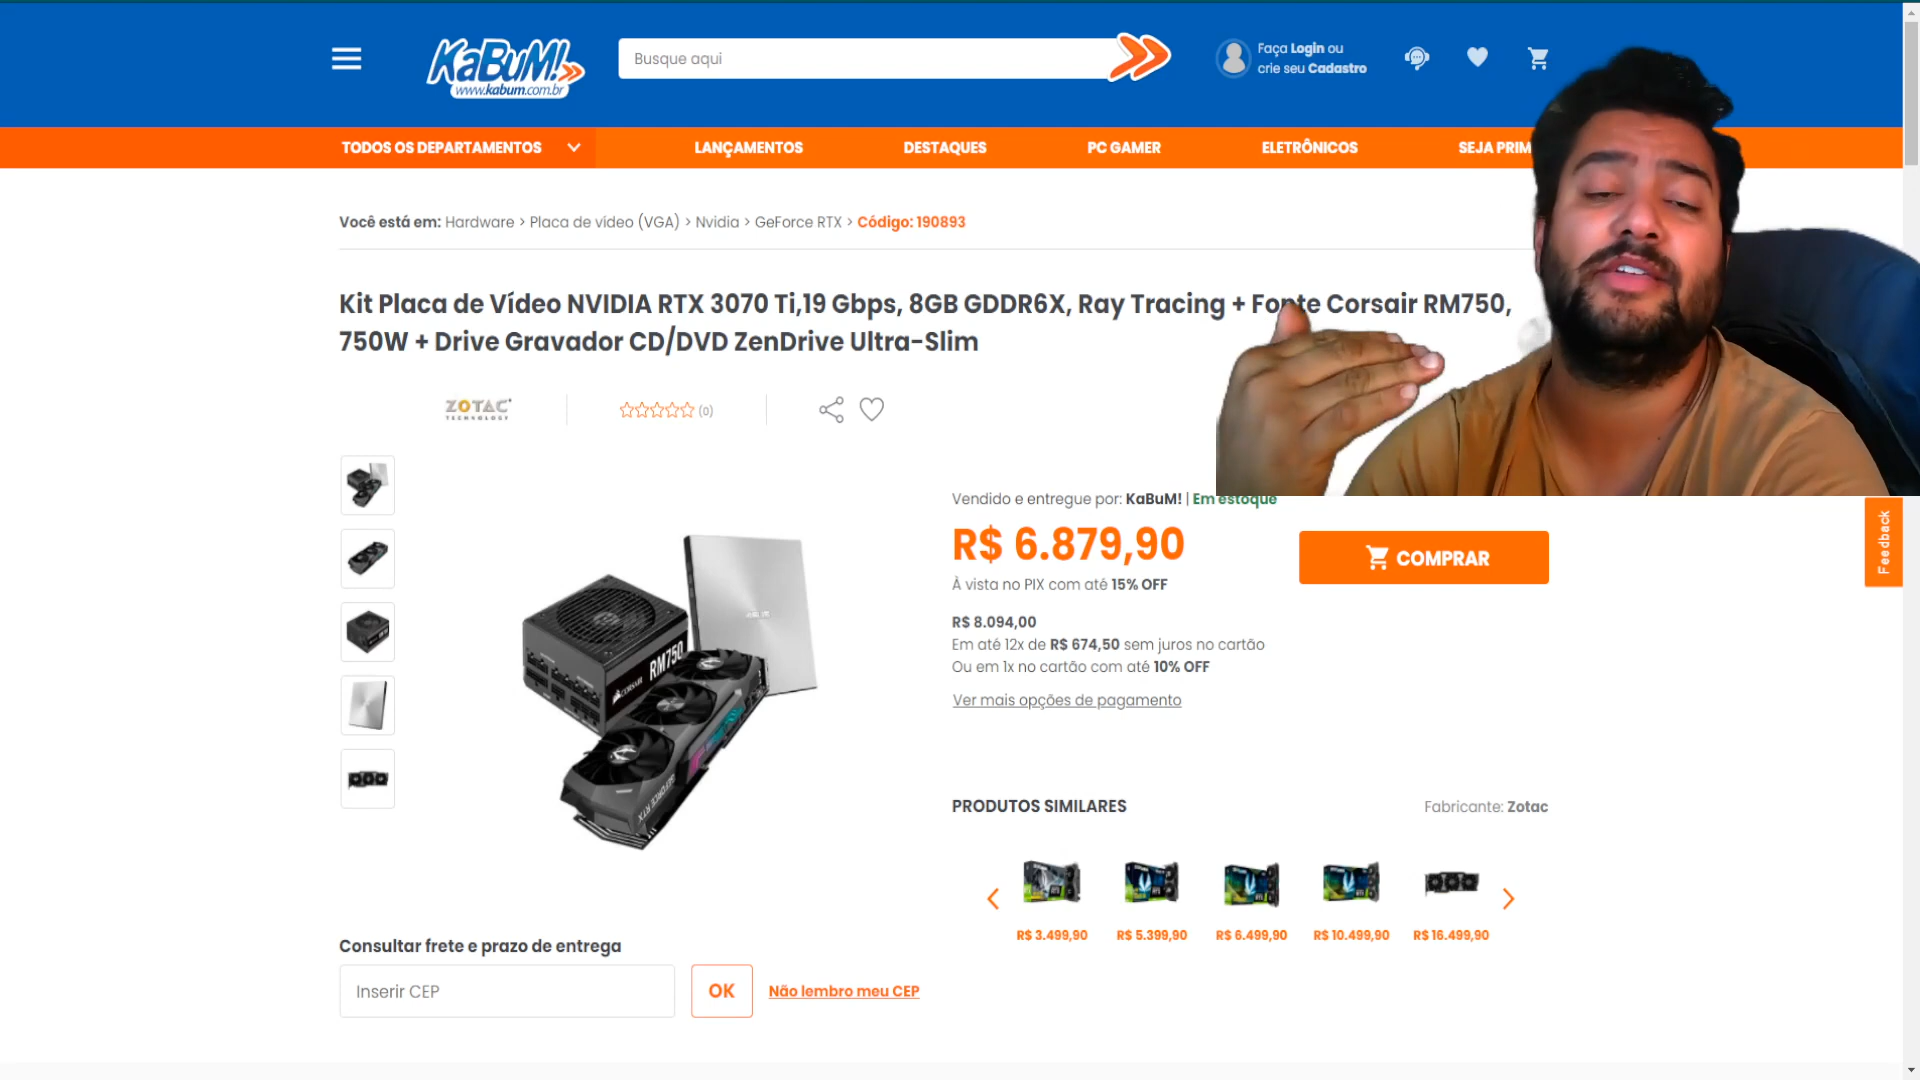 KaBuM!
www.kabum.com.br
Busque aqui
Faça Login ou
crie seu Cadastro
TODOS OS DEPARTAMENTOS
LANÇAMENTOS
DESTAQUES
PC GAMER
ELETRÔNICOS
SEJA PRIM
Você está em: Hardware > Placa de vídeo (VGA) > Nvidia > GeForce RTX > Código: 190893
Kit Placa de Vídeo NVIDIA RTX 3070 Ti,19 Gbps, 8GB GDDR6X, Ray Tracing + Fonte Corsair RM750,
750W + Drive Gravador CD/DVD ZenDrive Ultra-Slim
ZOTAC
TECHNOLOGY
(0)
Vendido e entregue por: KaBuM! | Em estoque
R$ 6.879,90
À vista no PIX com até 15% OFF
COMPRAR
Feedback
R$ 8.094,00
Em até 12x de R$ 674,50 sem juros no cartão
Ou em 1x no cartão com até 10% OFF
Ver mais opções de pagamento
RM750
CORSAIR
GEFORCE RTX
PRODUTOS SIMILARES
Fabricante: Zotac
R$ 3.499,90
R$ 5.399,90
R$ 6.499,90
R$ 10.499,90
R$ 16.499,90
Consultar frete e prazo de entrega
Inserir CEP
OK
Não lembro meu CEP